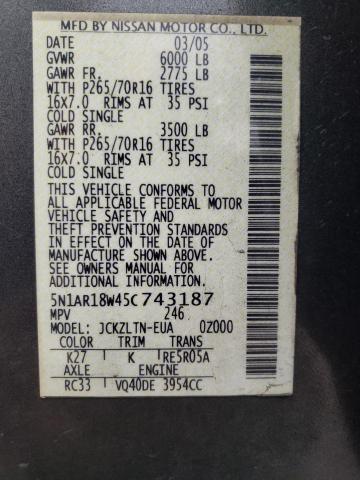 MFD BY NISSAN MOTOR CO., LTD.
DATE 03/05
GVWR 6000 LB
GAWR FR. 2775 LB
WITH P265/70R16 TIRES
16X7.0 RIMS AT 35 PSI
COLD SINGLE
GAWR RR. 3500 LB
WITH P265/70R16 TIRES
16X7.0 RIMS AT 35 PSI
COLD SINGLE
THIS VEHICLE CONFORMS TO
ALL APPLICABLE FEDERAL MOTOR
VEHICLE SAFETY AND
THEFT PREVENTION STANDARDS
IN EFFECT ON THE DATE OF
MANUFACTURE SHOWN ABOVE.
SEE OWNERS MANUAL FOR
ADDITIONAL INFORMATION.
5N1AR18W45C743187
MPV 246
MODEL: JCKZLTN-EUA 0Z000
COLOR TRIM TRANS
K27 K RE5R05A
AXLE ENGINE
RC33 VQ40DE 3954CC